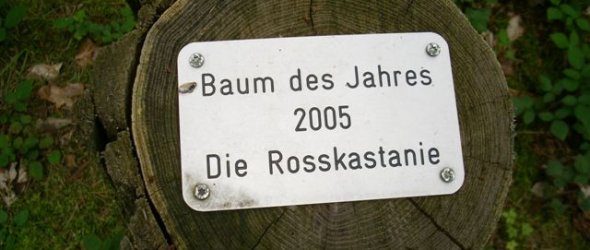 Baum des Jahres
2005
Die Rosskastanie